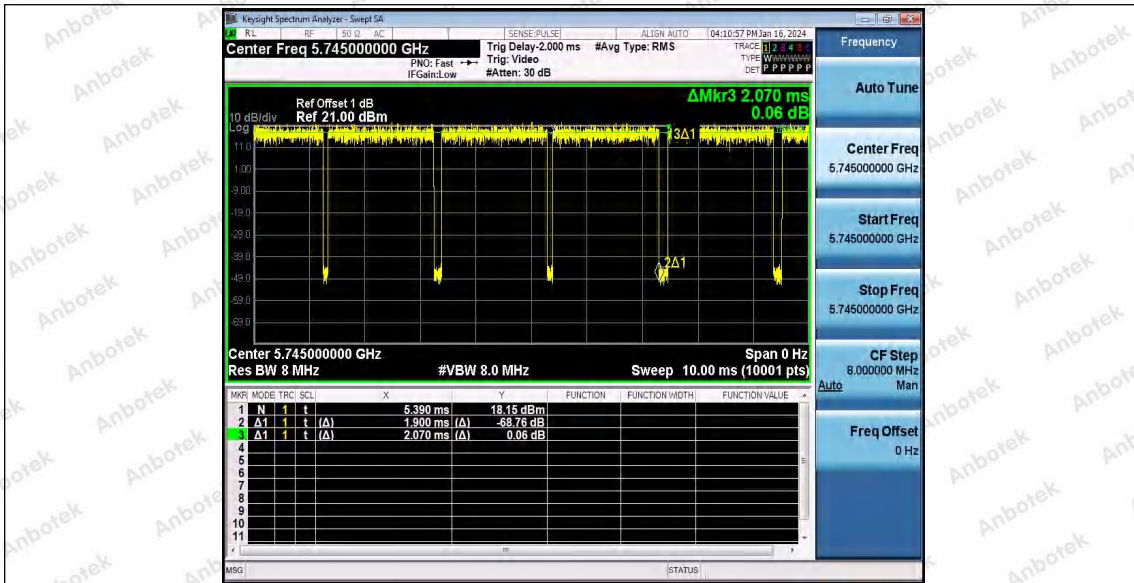 Keysight Spectrum Analyzer - Swept SA
RL RF 50 Ω AC SENSE:PULSE ALIGN AUTO 04:10:57 PM Jan 16, 2024
Center Freq 5.745000000 GHz
Trig Delay-2.000 ms #Avg Type: RMS
PNO: Fast Trig: Video
IFGain:Low #Atten: 30 dB
TRACE 1 2 3 4 5 6
TYPE WWWWWW
DET P P P P P P
ΔMkr3 2.070 ms
0.06 dB
Ref Offset 1 dB
10 dB/div Ref 21.00 dBm
Log
11.0
1.00
-9.00
-19.0
-29.0
-39.0
-49.0
-59.0
-69.0
3Δ1
2Δ1
Center 5.745000000 GHz Span 0 Hz
Res BW 8 MHz #VBW 8.0 MHz Sweep 10.00 ms (10001 pts)
MKR MODE TRC SCL X Y FUNCTION FUNCTION WIDTH FUNCTION VALUE
1 N 1 t 5.390 ms 18.15 dBm
2 Δ1 1 t (Δ) 1.900 ms (Δ) -68.76 dB
3 Δ1 1 t (Δ) 2.070 ms (Δ) 0.06 dB
4
5
6
7
8
9
10
11
MSG STATUS
Frequency
Auto Tune
Center Freq
5.745000000 GHz
Start Freq
5.745000000 GHz
Stop Freq
5.745000000 GHz
CF Step
8.000000 MHz
Auto Man
Freq Offset
0 Hz
Anbotek